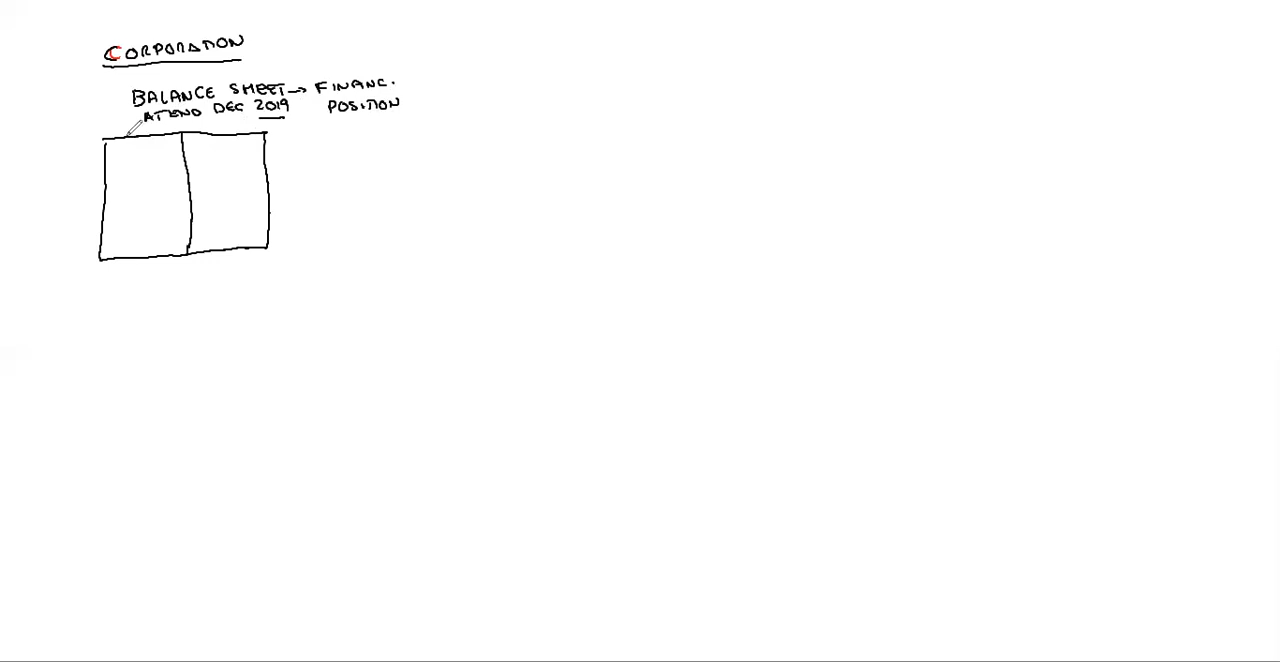 CORPORATION
BALANCE SHEET → FINANC.
AT END DEC 2019 POSITION